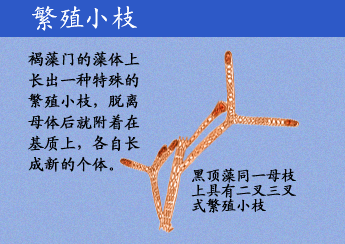 繁殖小枝
褐藻门的藻体上
长出一种特殊的
繁殖小枝，脱离
母体后就附着在
基质上，各自长
成新的个体。
黑顶藻同一母枝
上具有二叉三叉
式繁殖小枝